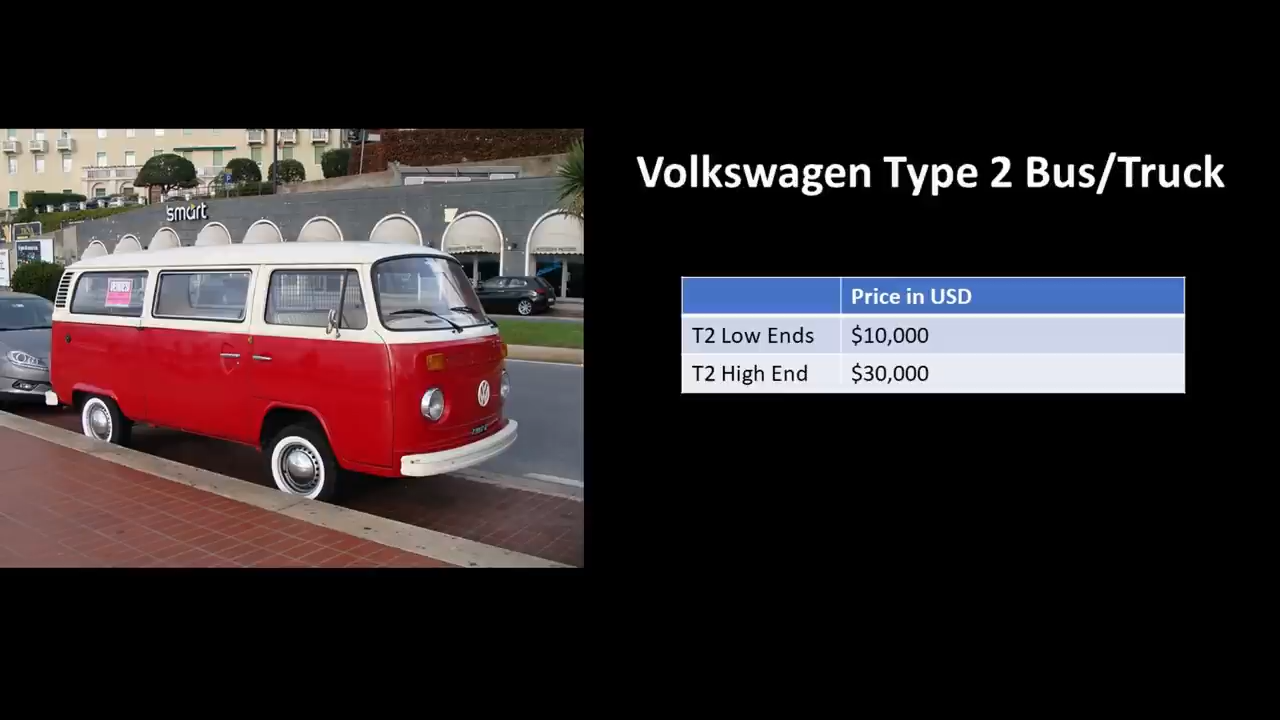 smart
Volkswagen Type 2 Bus/Truck
Price in USD
T2 Low Ends $10,000
T2 High End $30,000